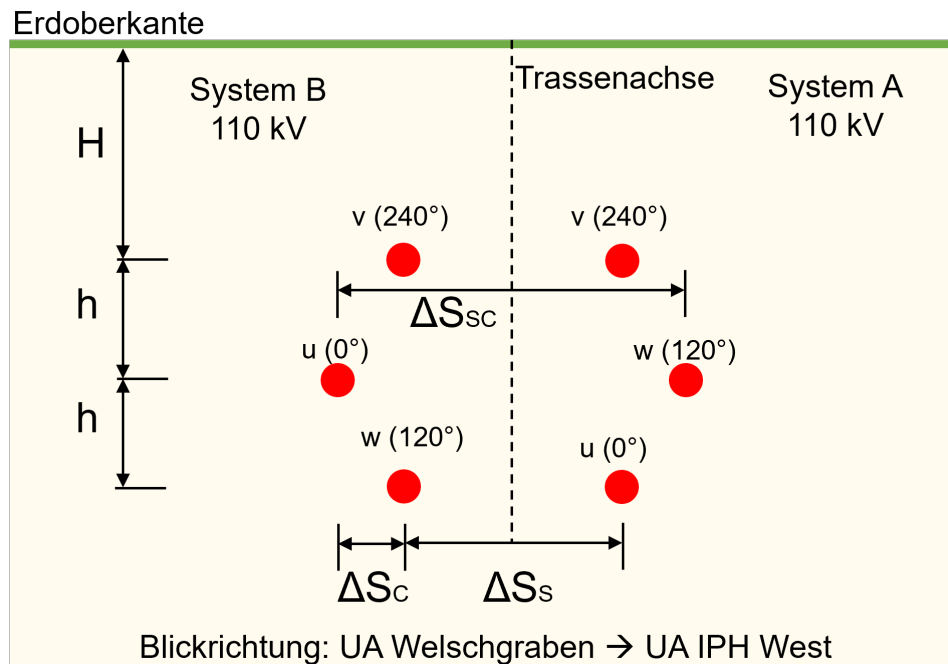 Erdoberkante
System B
110 kV
Trassenachse
System A
110 kV
H
v (240°)
v (240°)
h
ΔSSC
u (0°)
w (120°)
h
w (120°)
u (0°)
ΔSC
ΔSS
Blickrichtung: UA Welschgraben → UA IPH West